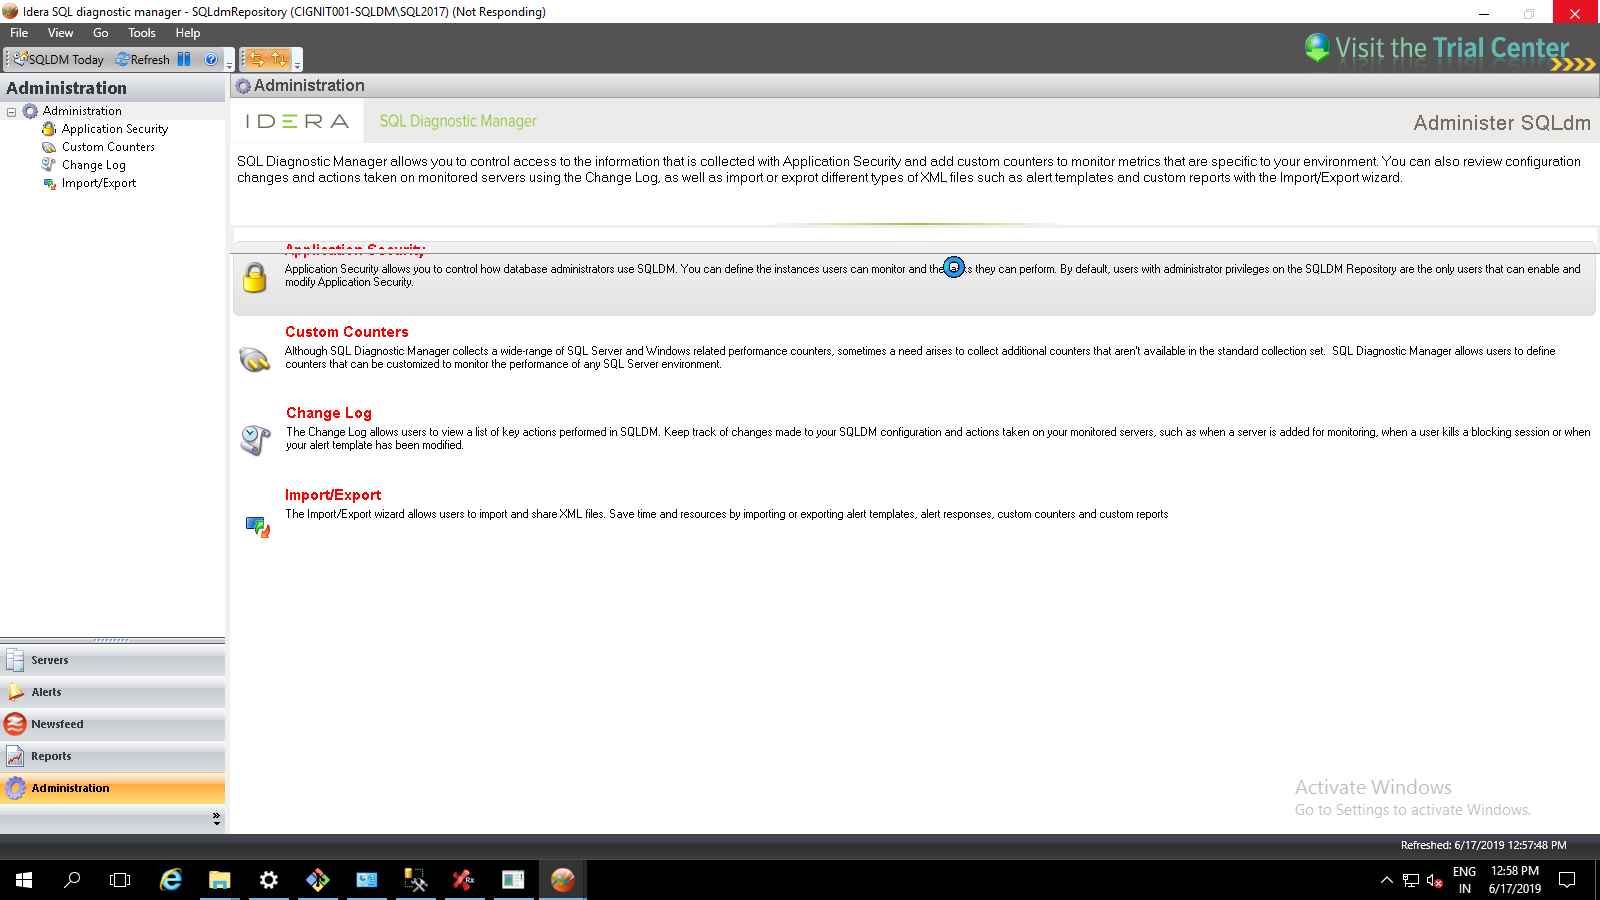 Idera SQL diagnostic manager - SQLdmRepository (CIGNIT001-SQLDM\SQL2017) (Not Responding)
File View Go Tools Help
SQLDM Today Refresh
Visit the Trial Center
Administration
Administration
Administration
Application Security
Custom Counters
Change Log
Import/Export
IDERA SQL Diagnostic Manager
Administer SQLdm
SQL Diagnostic Manager allows you to control access to the information that is collected with Application Security and add custom counters to monitor metrics that are specific to your environment. You can also review configuration
changes and actions taken on monitored servers using the Change Log, as well as import or exprot different types of XML files such as alert templates and custom reports with the Import/Export wizard.
Application Security
Application Security allows you to control how database administrators use SQLDM. You can define the instances users can monitor and the they can perform. By default, users with administrator privileges on the SQLDM Repository are the only users that can enable and
modify Application Security.
Custom Counters
Although SQL Diagnostic Manager collects a wide-range of SQL Server and Windows related performance counters, sometimes a need arises to collect additional counters that aren't available in the standard collection set. SQL Diagnostic Manager allows users to define
counters that can be customized to monitor the performance of any SQL Server environment.
Change Log
The Change Log allows users to view a list of key actions performed in SQLDM. Keep track of changes made to your SQLDM configuration and actions taken on your monitored servers, such as when a server is added for monitoring, when a user kills a blocking session or when
your alert template has been modified.
Import/Export
The Import/Export wizard allows users to import and share XML files. Save time and resources by importing or exporting alert templates, alert responses, custom counters and custom reports
Servers
Alerts
Newsfeed
Reports
Administration
Activate Windows
Go to Settings to activate Windows.
Refreshed: 6/17/2019 12:57:48 PM
ENG
IN
12:58 PM
6/17/2019